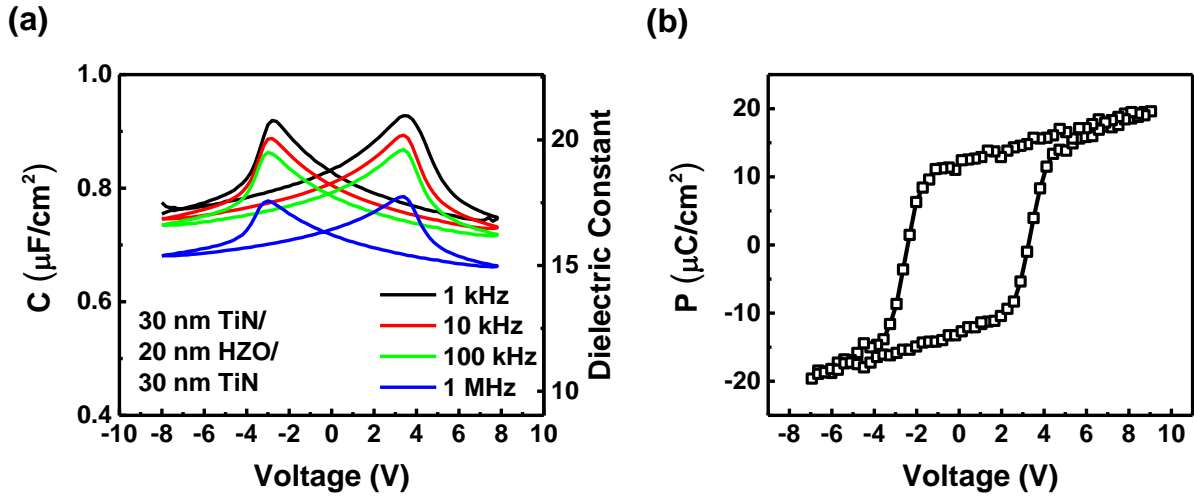 (a)
1.0
0.8
0.6
0.4
C (μF/cm²)
-10 -8 -6 -4 -2 0 2 4 6 8 10
Voltage (V)
20
15
10
Dielectric Constant
30 nm TiN/
20 nm HZO/
30 nm TiN
1 kHz
10 kHz
100 kHz
1 MHz
(b)
20
10
0
-10
-20
P (μC/cm²)
-8 -6 -4 -2 0 2 4 6 8 10
Voltage (V)